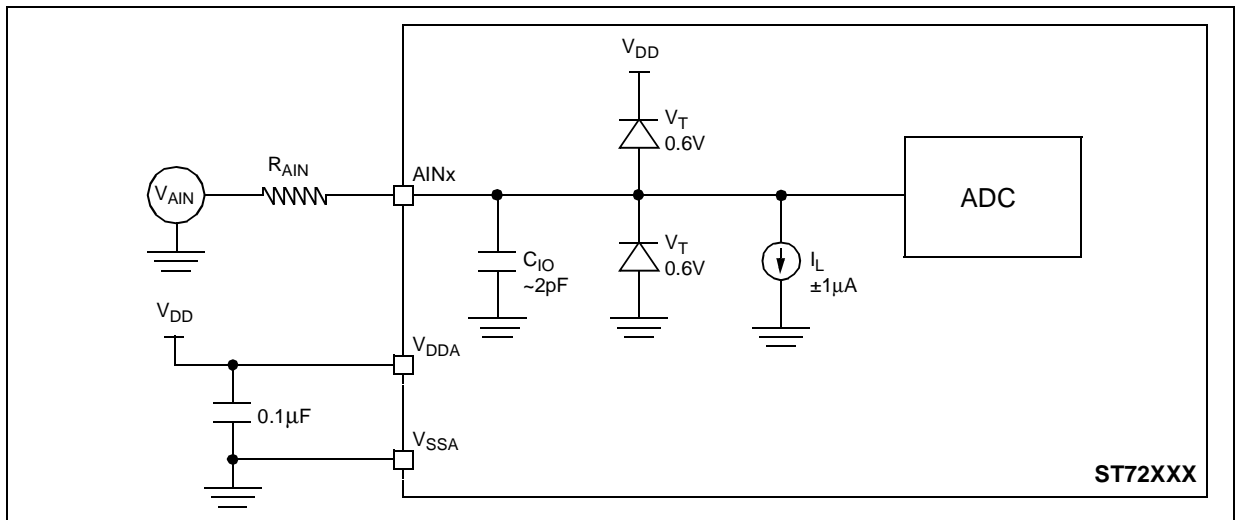 V_DD
V_T
0.6V
R_AIN
AINx
V_AIN
ADC
C_IO
~2pF
V_T
0.6V
I_L
±1μA
V_DD
V_DDA
0.1μF
V_SSA
ST72XXX